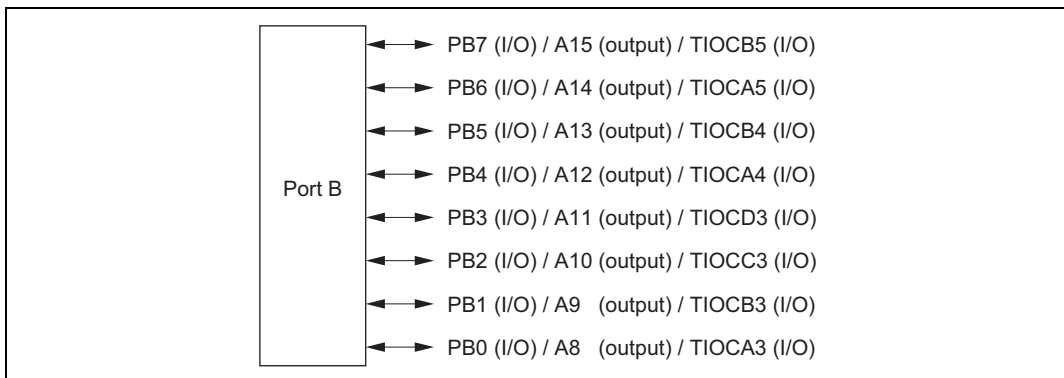 PB7 (I/O) / A15 (output) / TIOCB5 (I/O)
PB6 (I/O) / A14 (output) / TIOCA5 (I/O)
PB5 (I/O) / A13 (output) / TIOCB4 (I/O)
PB4 (I/O) / A12 (output) / TIOCA4 (I/O)
Port B
PB3 (I/O) / A11 (output) / TIOCD3 (I/O)
PB2 (I/O) / A10 (output) / TIOCC3 (I/O)
PB1 (I/O) / A9 (output) / TIOCB3 (I/O)
PB0 (I/O) / A8 (output) / TIOCA3 (I/O)